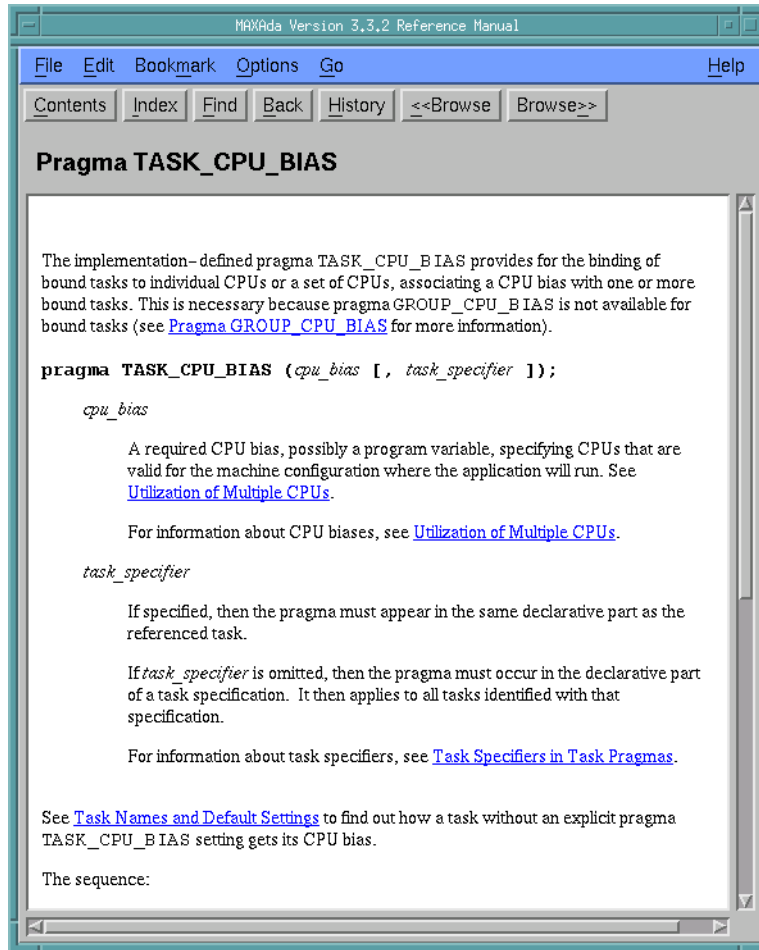 MAXAda Version 3.3.2 Reference Manual
File Edit Bookmark Options Go Help
Contents Index Find Back History <<Browse Browse>>
Pragma TASK_CPU_BIAS
The implementation–defined pragma TASK_CPU_BIAS provides for the binding of
bound tasks to individual CPUs or a set of CPUs, associating a CPU bias with one or more
bound tasks. This is necessary because pragma GROUP_CPU_BIAS is not available for
bound tasks (see Pragma GROUP_CPU_BIAS for more information).
pragma TASK_CPU_BIAS (cpu_bias [, task_specifier ]);
cpu_bias
A required CPU bias, possibly a program variable, specifying CPUs that are
valid for the machine configuration where the application will run. See
Utilization of Multiple CPUs.
For information about CPU biases, see Utilization of Multiple CPUs.
task_specifier
If specified, then the pragma must appear in the same declarative part as the
referenced task.
If task_specifier is omitted, then the pragma must occur in the declarative part
of a task specification. It then applies to all tasks identified with that
specification.
For information about task specifiers, see Task Specifiers in Task Pragmas.
See Task Names and Default Settings to find out how a task without an explicit pragma
TASK_CPU_BIAS setting gets its CPU bias.
The sequence: